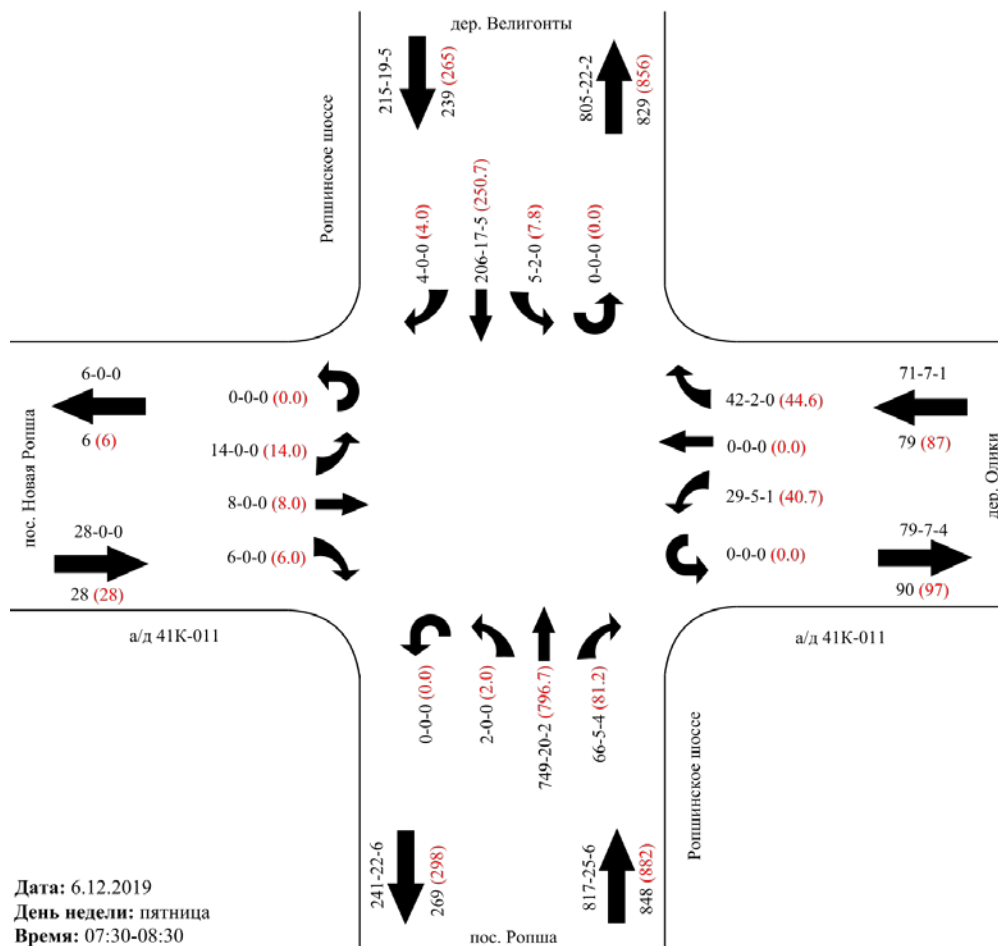 дер. Велигонты
215-19-5
239 (265)
805-22-2
829 (856)
Ропшинское шоссе
4-0-0 (4.0)
206-17-5 (250.7)
5-2-0 (7.8)
0-0-0 (0.0)
6-0-0
6 (6)
0-0-0 (0.0)
14-0-0 (14.0)
8-0-0 (8.0)
6-0-0 (6.0)
пос. Новая Ропша
28-0-0
28 (28)
а/д 41К-011
42-2-0 (44.6)
0-0-0 (0.0)
29-5-1 (40.7)
0-0-0 (0.0)
71-7-1
79 (87)
дер. Олики
79-7-4
90 (97)
а/д 41К-011
0-0-0 (0.0)
2-0-0 (2.0)
749-20-2 (796.7)
66-5-4 (81.2)
Ропшинское шоссе
241-22-6
269 (298)
817-25-6
848 (882)
пос. Ропша
Дата: 6.12.2019
День недели: пятница
Время: 07:30-08:30